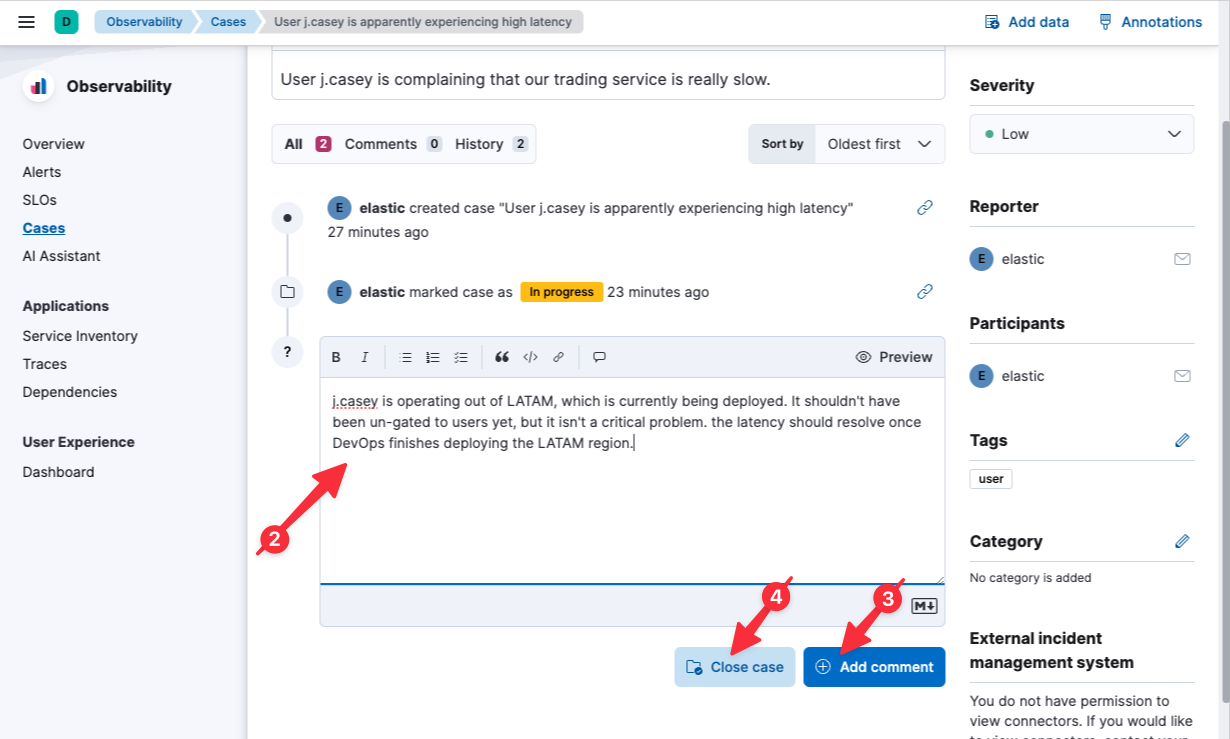 D
Observability
Cases
User j.casey is apparently experiencing high latency
Add data
Annotations
Observability
Overview
Alerts
SLOs
Cases
AI Assistant
Applications
Service Inventory
Traces
Dependencies
User Experience
Dashboard
User j.casey is complaining that our trading service is really slow.
All 2 Comments 0 History 2
Sort by Oldest first
E elastic created case "User j.casey is apparently experiencing high latency"
27 minutes ago
E elastic marked case as In progress 23 minutes ago
?
B I Preview
j.casey is operating out of LATAM, which is currently being deployed. It shouldn't have
been un-gated to users yet, but it isn't a critical problem. the latency should resolve once
DevOps finishes deploying the LATAM region.
2
4
3
M
Close case
Add comment
Severity
Low
Reporter
E elastic
Participants
E elastic
Tags
user
Category
No category is added
External incident
management system
You do not have permission to
view connectors. If you would like